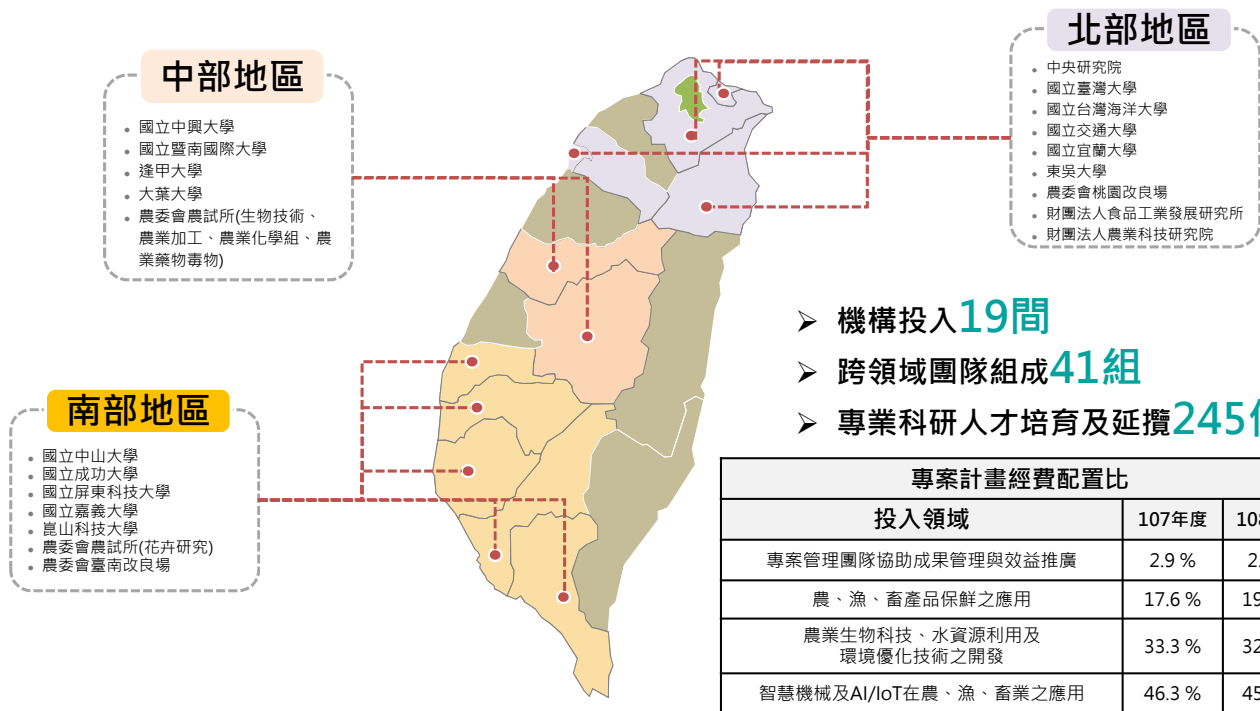 北部地區
• 中央研究院
• 國立臺灣大學
• 國立台灣海洋大學
• 國立交通大學
• 國立宜蘭大學
• 東吳大學
• 農委會桃園改良場
• 財團法人食品工業發展研究所
• 財團法人農業科技研究院
中部地區
• 國立中興大學
• 國立暨南國際大學
• 逢甲大學
• 大葉大學
• 農委會農試所(生物技術、
農業加工、農業化學組、農
業藥物毒物)
南部地區
• 國立中山大學
• 國立成功大學
• 國立屏東科技大學
• 國立嘉義大學
• 崑山科技大學
• 農委會農試所(花卉研究)
• 農委會臺南改良場
➢ 機構投入19間
➢ 跨領域團隊組成41組
➢ 專業科研人才培育及延攬245
專案計畫經費配置比
投入領域 107年度 108
專案管理團隊協助成果管理與效益推廣 2.9 % 2.
農、漁、畜產品保鮮之應用 17.6 % 19
農業生物科技、水資源利用及
環境優化技術之開發 33.3 % 32
智慧機械及AI/IoT在農、漁、畜業之應用 46.3 % 45